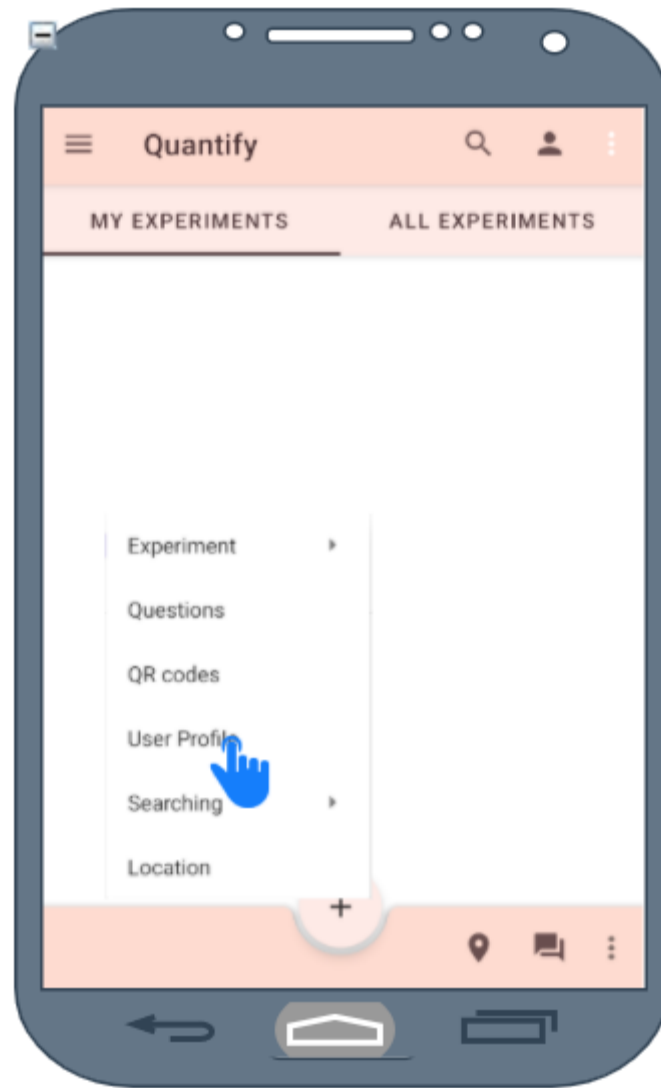 Quantify
MY EXPERIMENTS ALL EXPERIMENTS
Experiment
Questions
QR codes
User Profile
Searching
Location